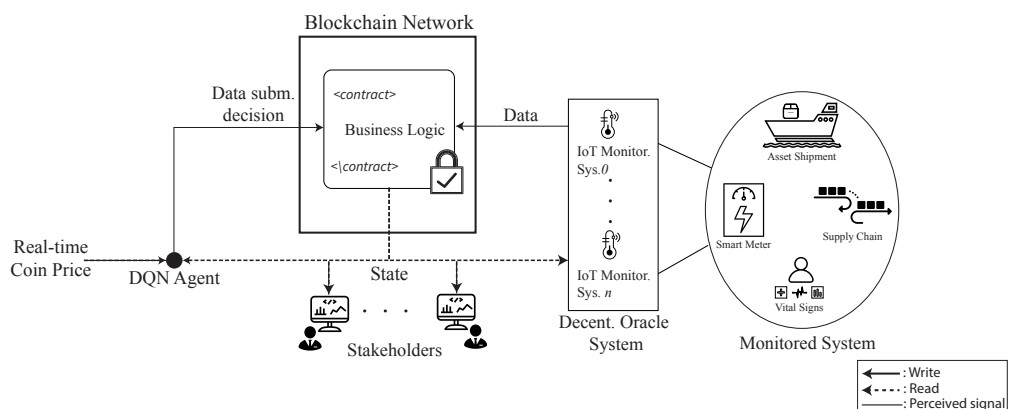 Blockchain Network
<contract>
Business Logic
<\contract>
Data subm.
decision
Data
IoT Monitor.
Sys.0
IoT Monitor.
Sys. n
Decent. Oracle
System
Asset Shipment
Smart Meter
Supply Chain
Vital Signs
Monitored System
Real-time
Coin Price
DQN Agent
State
</>
</>
Stakeholders
: Write
: Read
: Perceived signal